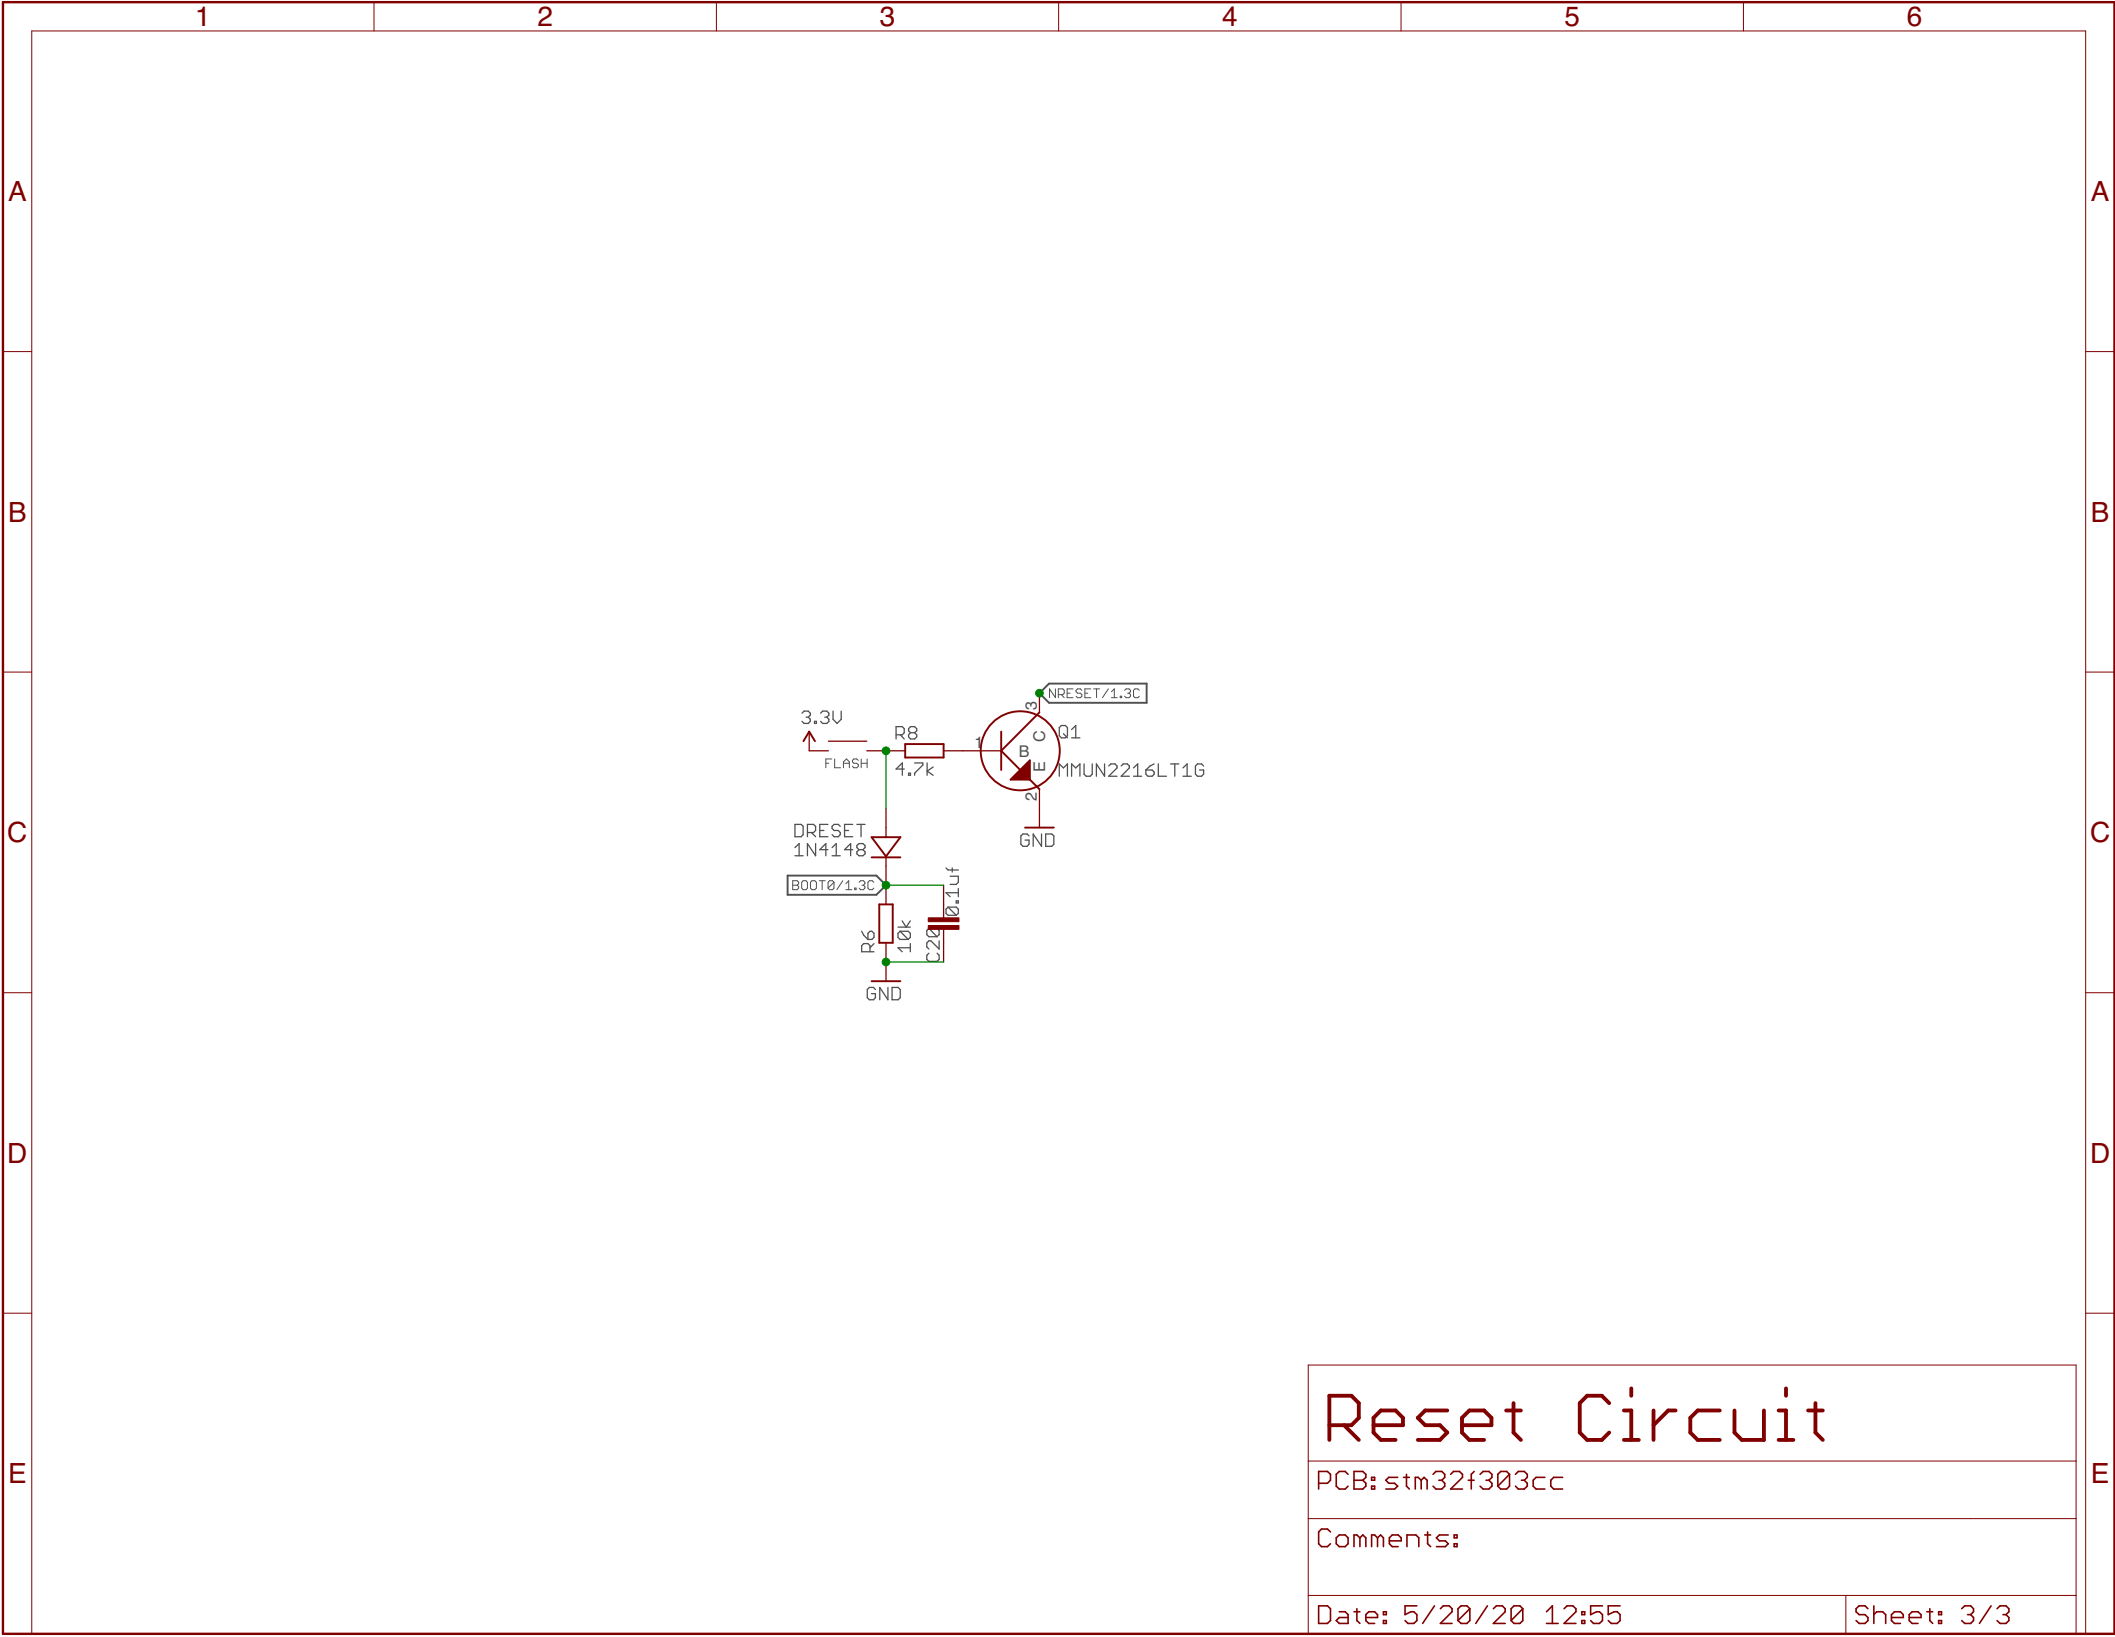 1 2 3 4 5 6
A A
B B
NRESET/1.3C
3.3V
3
R8
Q1
1
C
B
FLASH
4.7k
E
MMUN2216LT1G
2
C C
DRESET
GND
1N4148
BOOT0/1.3C
0.1uf
R6
10k
C20
GND
D D
Reset Circuit
E E
PCB:stm32f303cc
Comments:
Date: 5/20/20 12:55
Sheet: 3/3